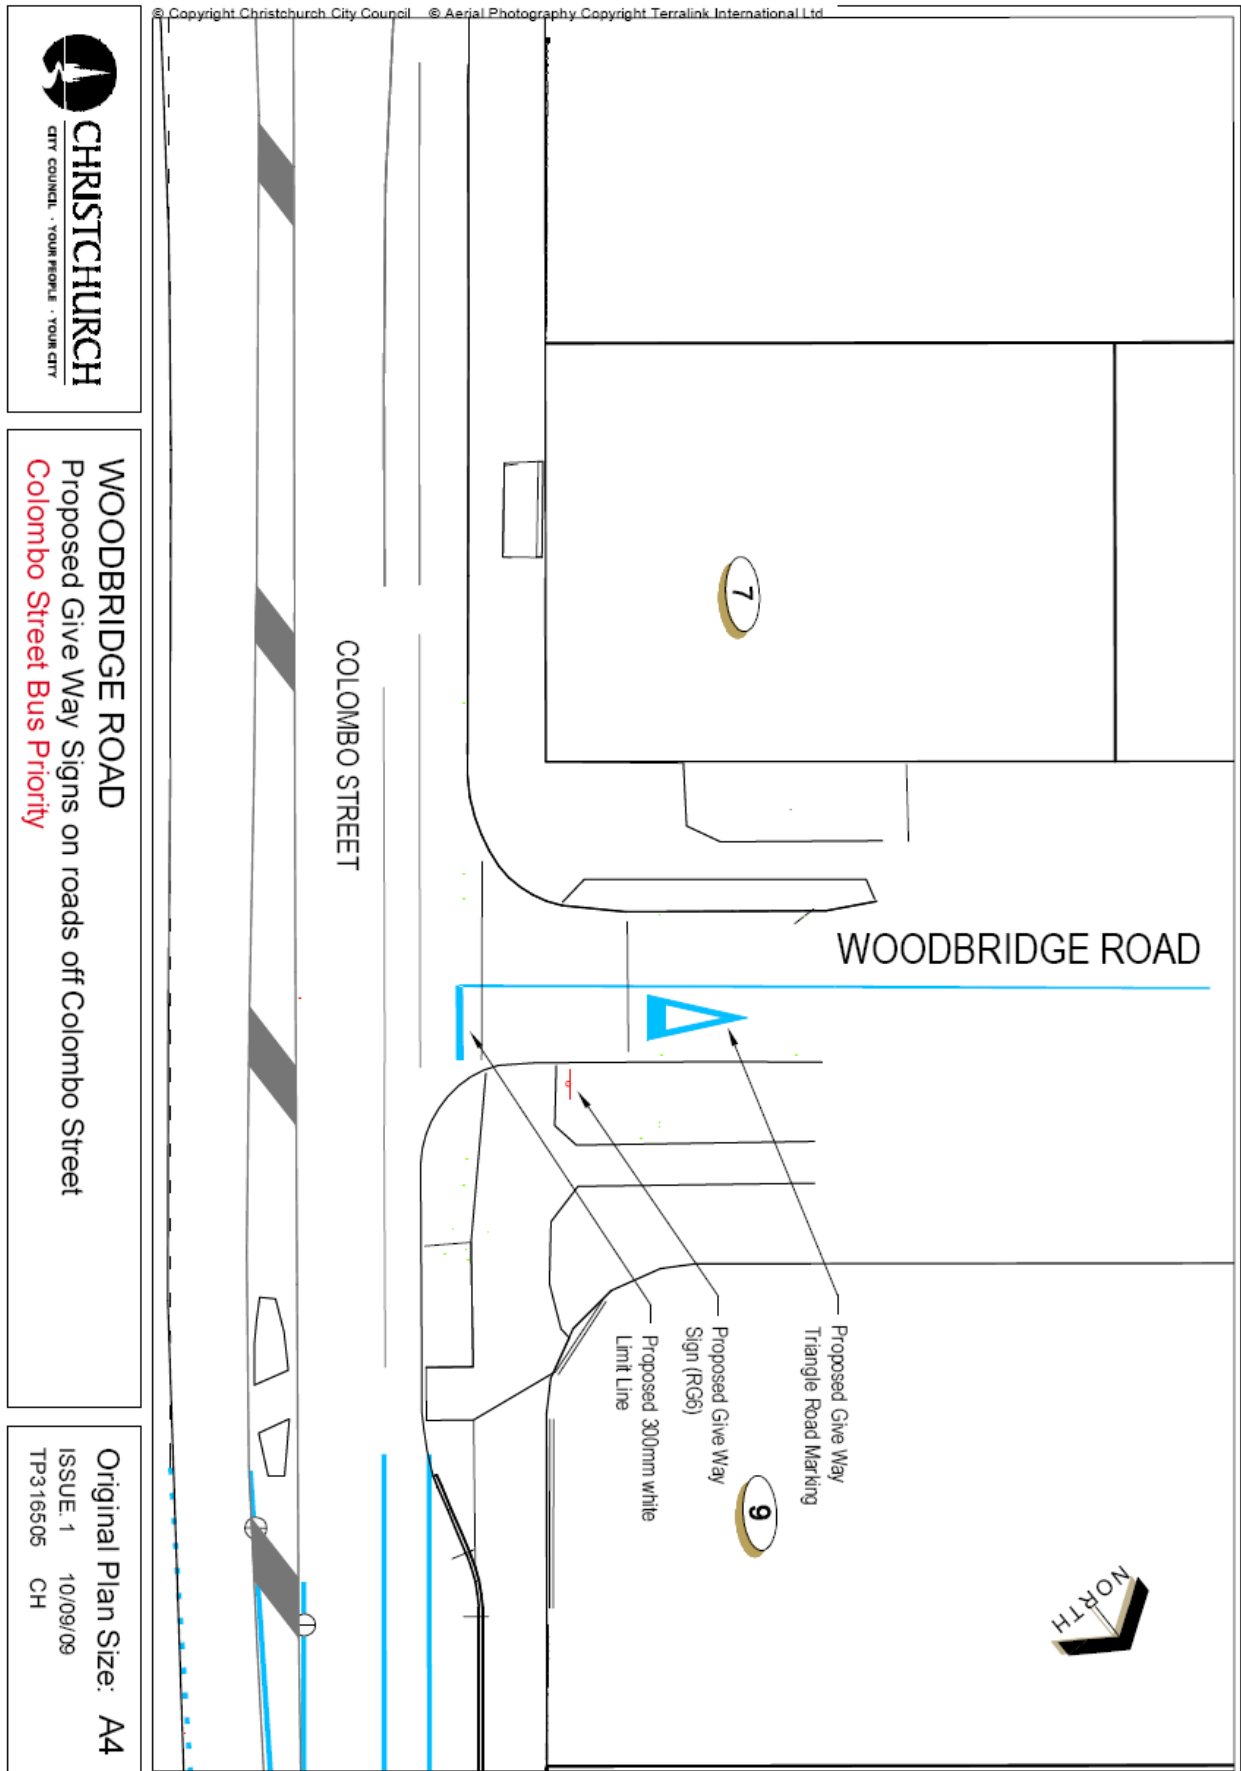 © Copyright Christchurch City Council © Aerial Photography Copyright Terralink International Ltd
CHRISTCHURCH
CITY COUNCIL · YOUR PEOPLE · YOUR CITY
WOODBRIDGE ROAD
Proposed Give Way Signs on roads off Colombo Street
Colombo Street Bus Priority
Original Plan Size: A4
ISSUE. 1 10/09/09
TP316505 CH
COLOMBO STREET
WOODBRIDGE ROAD
7
9
Proposed Give Way
Triangle Road Marking
Proposed Give Way
Sign (RG6)
Proposed 300mm white
Limit Line
NORTH